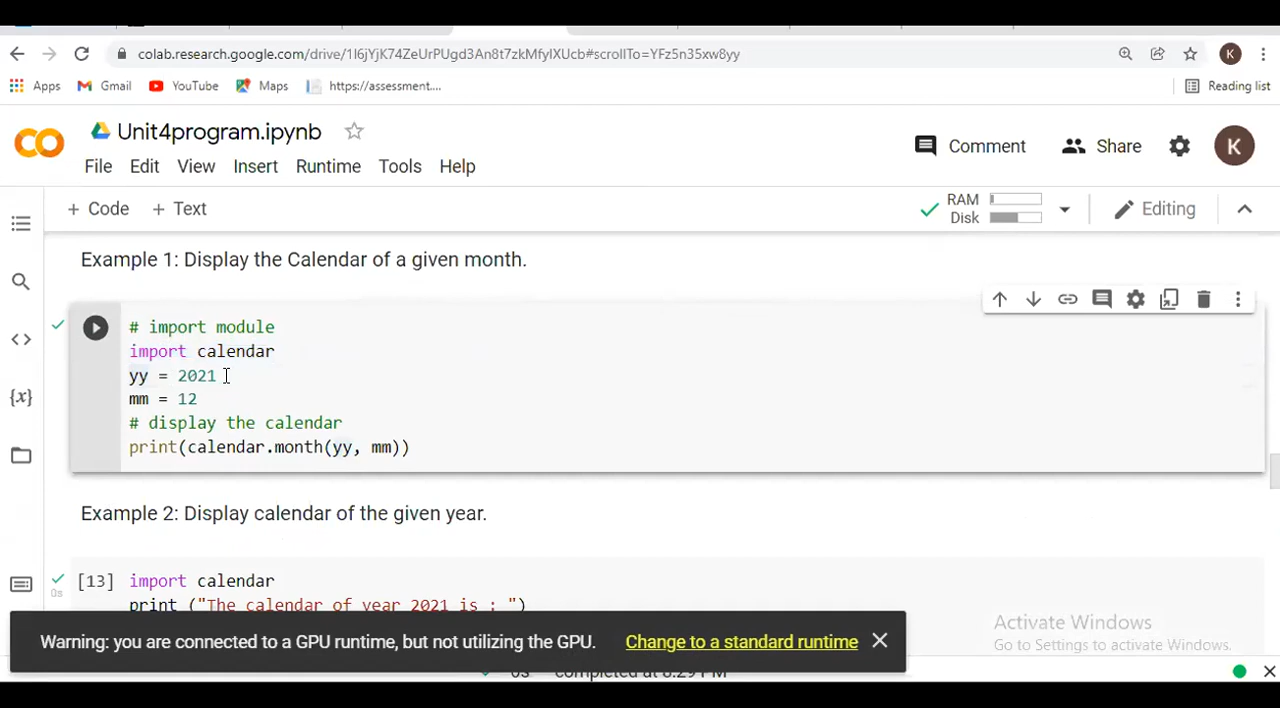 colab.research.google.com/drive/1I6jYjK74ZeUrPUgd3An8t7zkMfylXUcb#scrollTo=YFz5n35xw8yy
K
Apps Gmail YouTube Maps https://assessment.... Reading list
Unit4program.ipynb
Comment Share K
File Edit View Insert Runtime Tools Help
+ Code + Text
RAM
Disk
Editing
Example 1: Display the Calendar of a given month.
# import module
import calendar
yy = 2021
mm = 12
# display the calendar
print(calendar.month(yy, mm))
Example 2: Display calendar of the given year.
[13] import calendar
0s
print ("The calendar of year 2021 is : ")
Warning: you are connected to a GPU runtime, but not utilizing the GPU. Change to a standard runtime
Activate Windows
Go to Settings to activate Windows.
0s completed at 8:29 PM